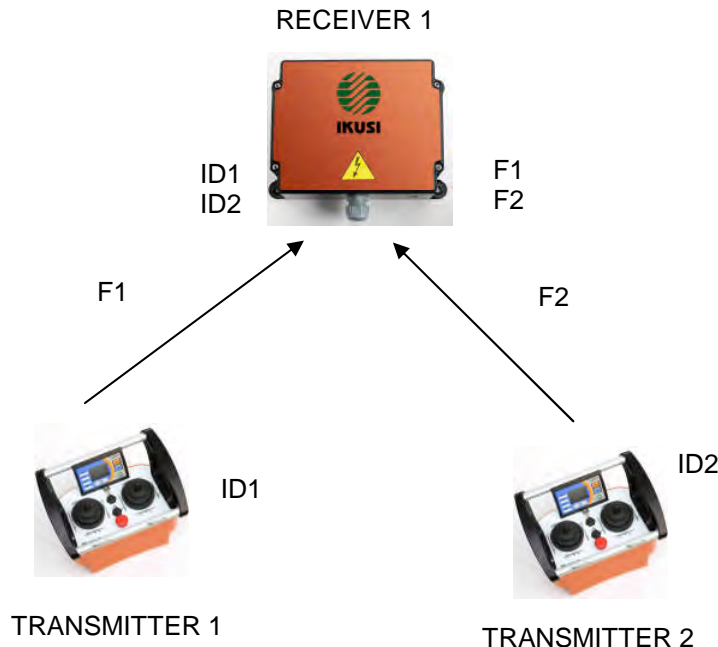 RECEIVER 1
IKUSI
ID1
ID2
F1
F2
F1
F2
ID1
ID2
TRANSMITTER 1
TRANSMITTER 2